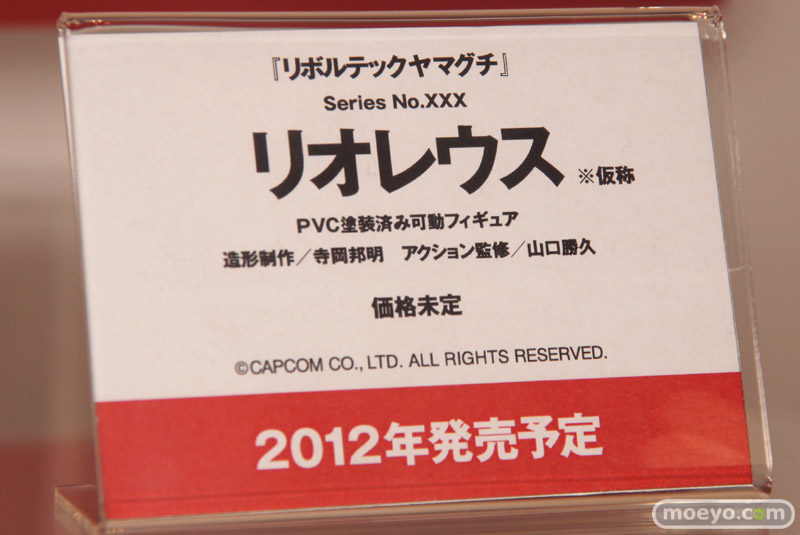 『リボルテックヤマグチ』
Series No.XXX
リオレウス ※仮称
PVC塗装済み可動フィギュア
造形制作／寺岡邦明　アクション監修／山口勝久
価格未定
©CAPCOM CO., LTD. ALL RIGHTS RESERVED.
2012年発売予定
moeyo.com